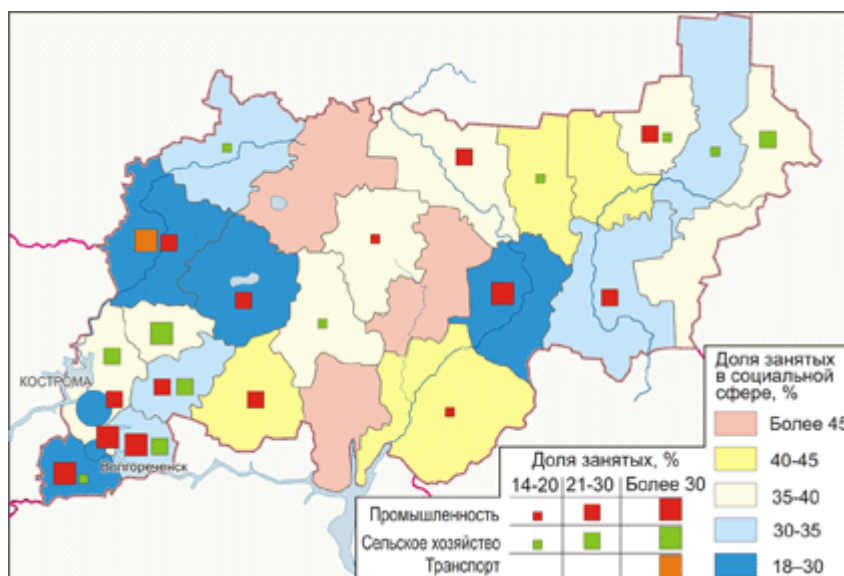 КОСТРОМА
Волгореченск
Доля занятых
в социальной
сфере, %
Более 45
40-45
35-40
30-35
18–30
Доля занятых, %
14-20 21-30 Более 30
Промышленность
Сельское хозяйство
Транспорт